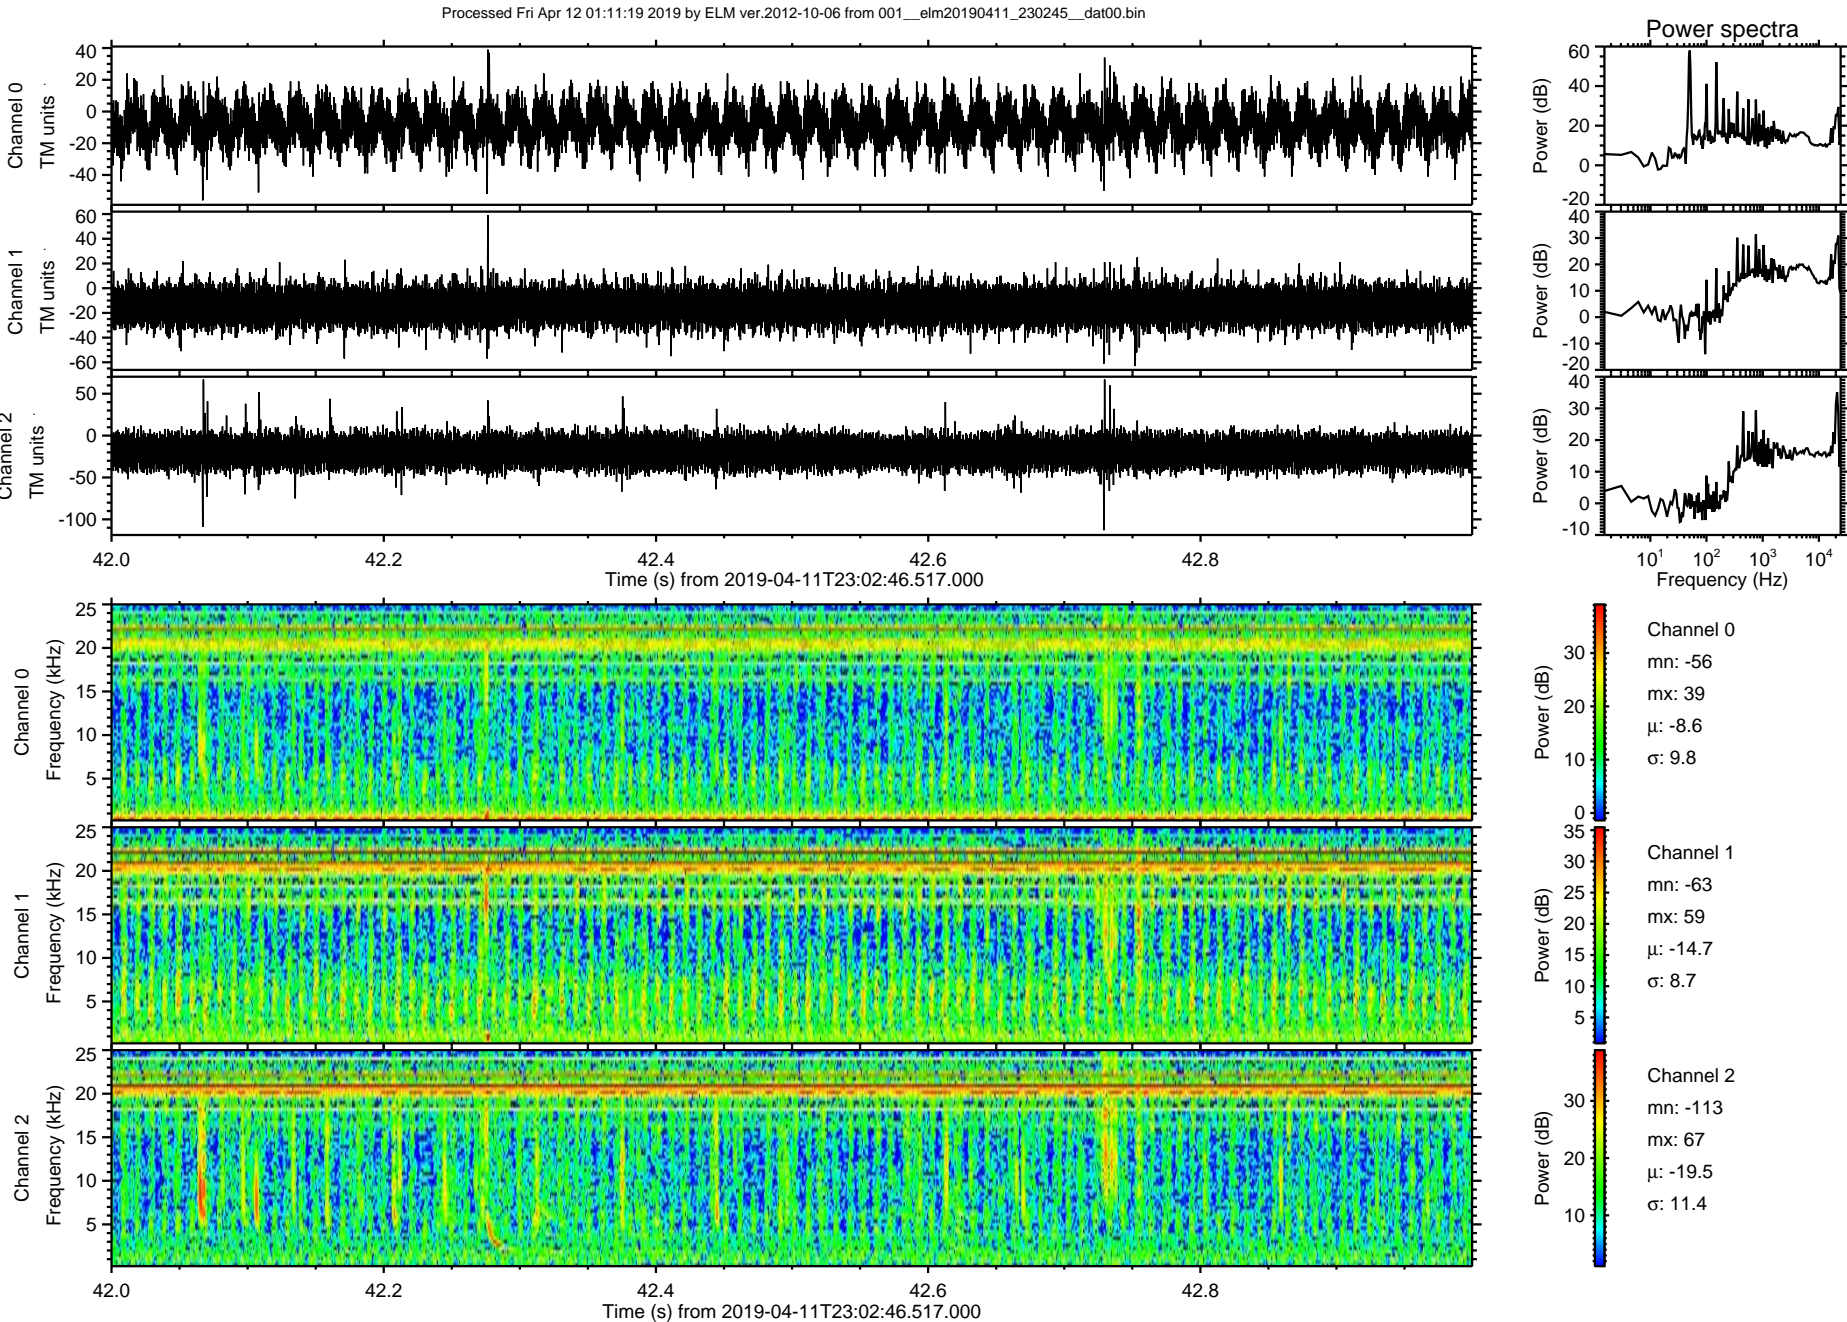 Processed Fri Apr 12 01:11:19 2019 by ELM ver.2012-10-06 from 001__elm20190411_230245__dat00.bin
Power spectra
Channel 0
TM units
40
20
0
-20
-40
Power (dB)
60
40
20
0
-20
Channel 1
TM units
60
40
20
0
-20
-40
-60
Power (dB)
40
30
20
10
0
-10
-20
Channel 2
TM units
50
0
-50
-100
Power (dB)
40
30
20
10
0
-10
42.0 42.2 42.4 42.6 42.8
Time (s) from 2019-04-11T23:02:46.517.000
10^1 10^2 10^3 10^4
Frequency (Hz)
Channel 0
Frequency (kHz)
25
20
15
10
5
Power (dB)
30
20
10
0
Channel 0
mn: -56
mx: 39
μ: -8.6
σ: 9.8
Channel 1
Frequency (kHz)
25
20
15
10
5
Power (dB)
35
30
25
20
15
10
5
Channel 1
mn: -63
mx: 59
μ: -14.7
σ: 8.7
Channel 2
Frequency (kHz)
25
20
15
10
5
Power (dB)
30
20
10
Channel 2
mn: -113
mx: 67
μ: -19.5
σ: 11.4
42.0 42.2 42.4 42.6 42.8
Time (s) from 2019-04-11T23:02:46.517.000